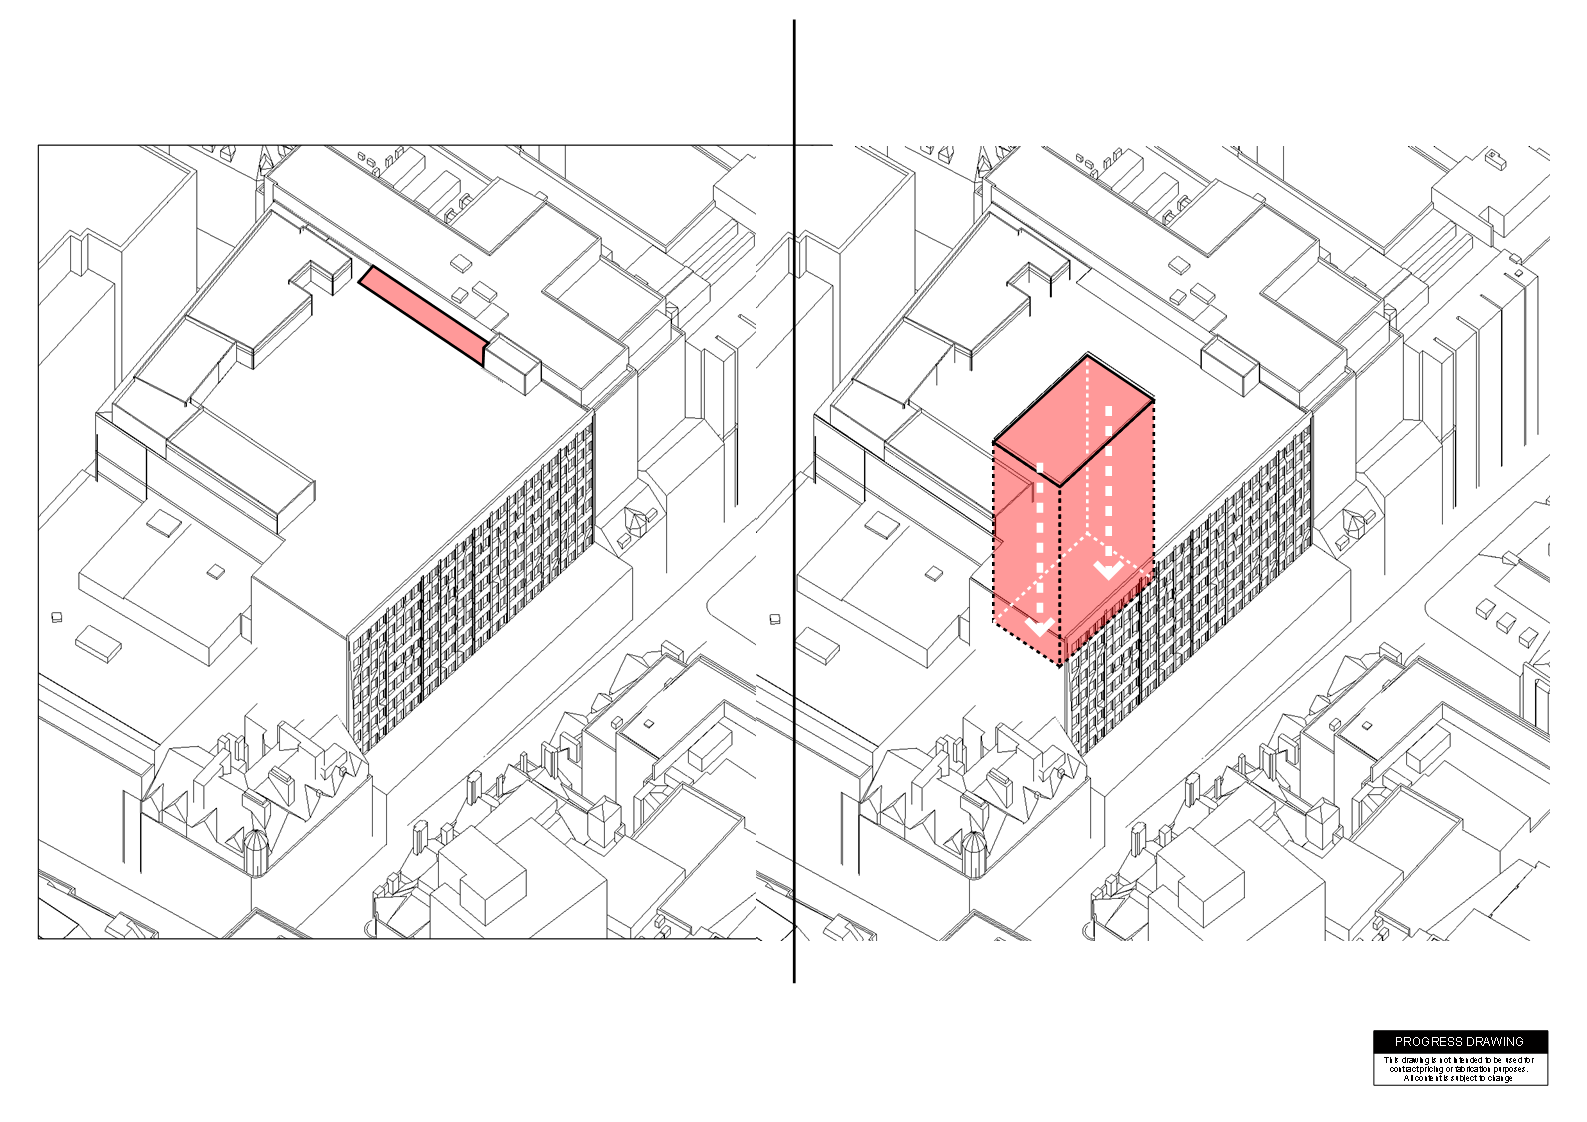 PROGRESS DRAWING
This drawing is not intended to be used for
contract pricing or fabrication purposes.
All content is subject to change